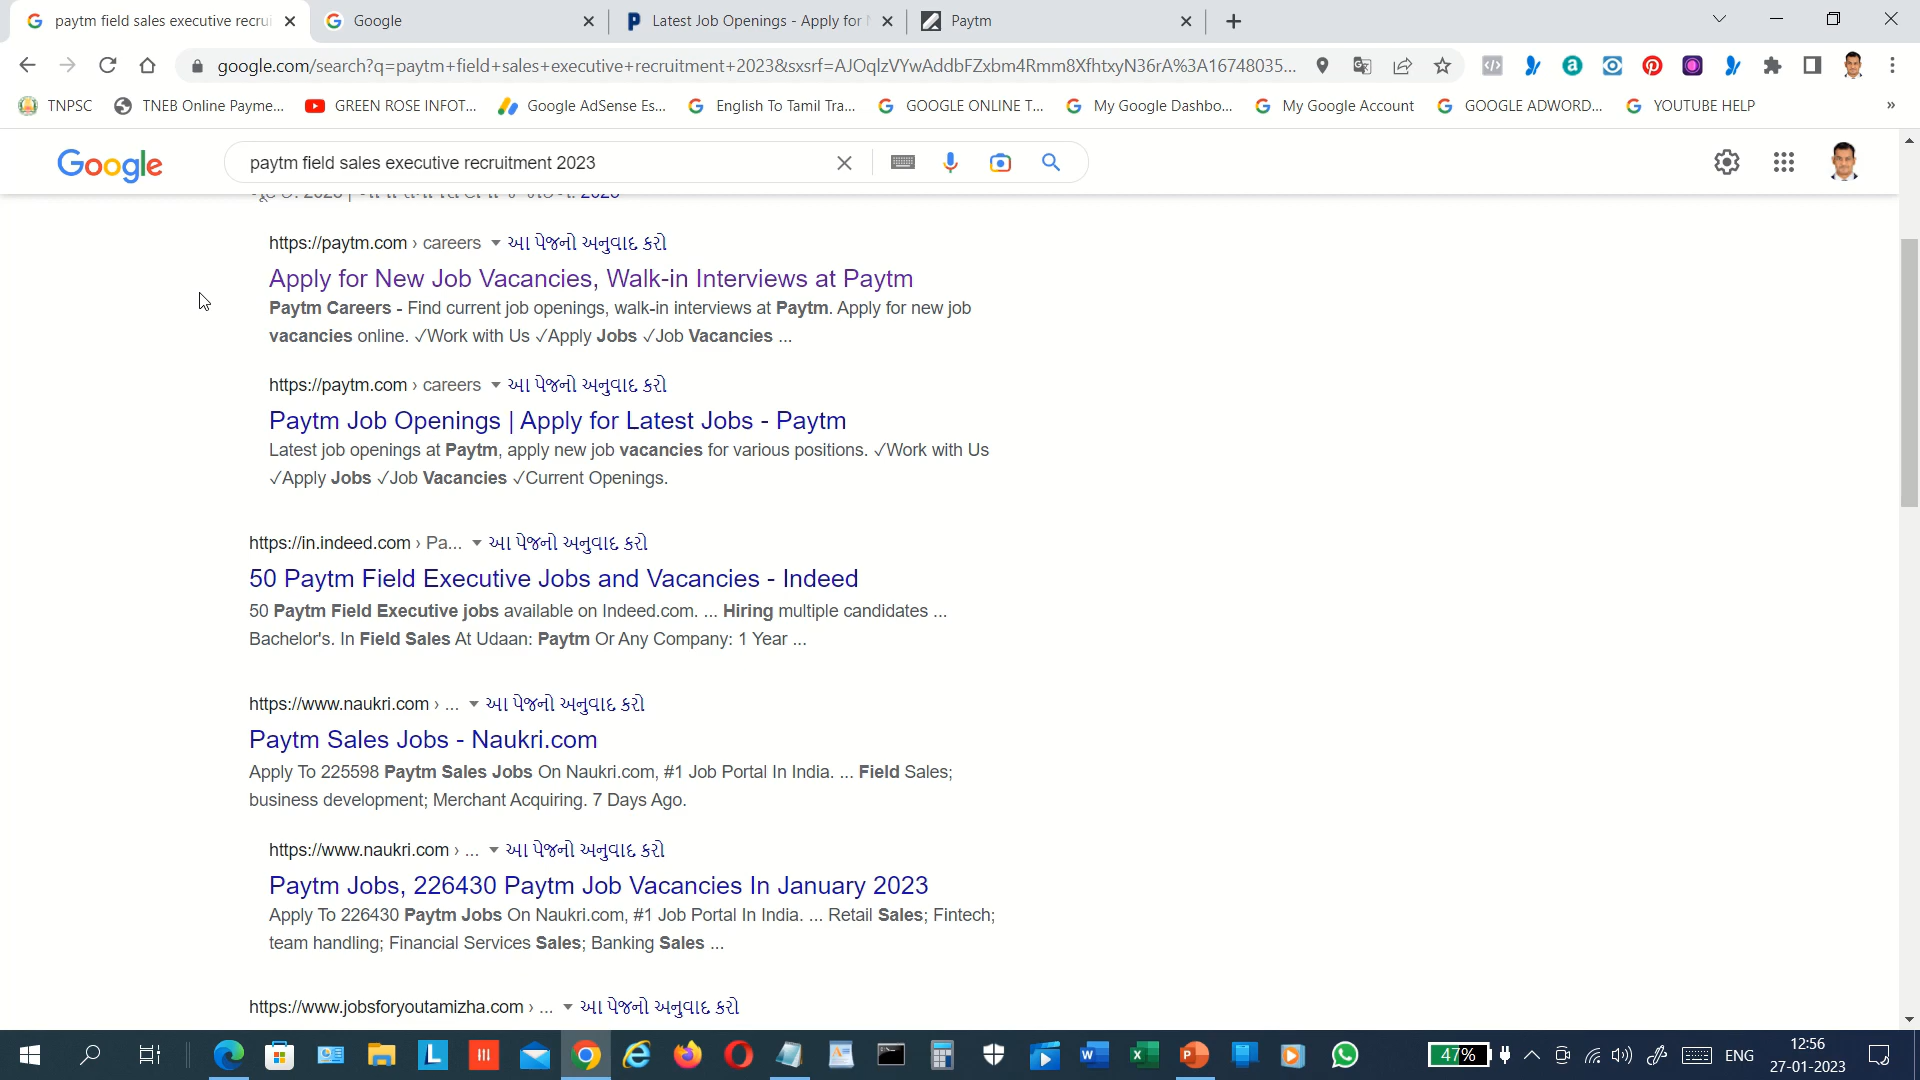 paytm field sales executive recrui
Google
Latest Job Openings - Apply for
Paytm
google.com/search?q=paytm+field+sales+executive+recruitment+2023&sxsrf=AJOqlzVYwAddbFZxbm4Rmm8XfhtxyN36rA%3A16748035...
TNPSC
TNEB Online Payme...
GREEN ROSE INFOT...
Google AdSense Es...
English To Tamil Tra...
GOOGLE ONLINE T...
My Google Dashbo...
My Google Account
GOOGLE ADWORD...
YOUTUBE HELP
»
Google
paytm field sales executive recruitment 2023
https://paytm.com › careers આ પેજનો અનુવાદ કરો
Apply for New Job Vacancies, Walk-in Interviews at Paytm
Paytm Careers - Find current job openings, walk-in interviews at Paytm. Apply for new job
vacancies online. ✓Work with Us ✓Apply Jobs ✓Job Vacancies ...
https://paytm.com › careers આ પેજનો અનુવાદ કરો
Paytm Job Openings | Apply for Latest Jobs - Paytm
Latest job openings at Paytm, apply new job vacancies for various positions. ✓Work with Us
✓Apply Jobs ✓Job Vacancies ✓Current Openings.
https://in.indeed.com › Pa... આ પેજનો અનુવાદ કરો
50 Paytm Field Executive Jobs and Vacancies - Indeed
50 Paytm Field Executive jobs available on Indeed.com. ... Hiring multiple candidates ...
Bachelor's. In Field Sales At Udaan: Paytm Or Any Company: 1 Year ...
https://www.naukri.com › ... આ પેજનો અનુવાદ કરો
Paytm Sales Jobs - Naukri.com
Apply To 225598 Paytm Sales Jobs On Naukri.com, #1 Job Portal In India. ... Field Sales;
business development; Merchant Acquiring. 7 Days Ago.
https://www.naukri.com › ... આ પેજનો અનુવાદ કરો
Paytm Jobs, 226430 Paytm Job Vacancies In January 2023
Apply To 226430 Paytm Jobs On Naukri.com, #1 Job Portal In India. ... Retail Sales; Fintech;
team handling; Financial Services Sales; Banking Sales ...
https://www.jobsforyoutamizha.com › ... આ પેજનો અનુવાદ કરો
47%
ENG
12:56
27-01-2023